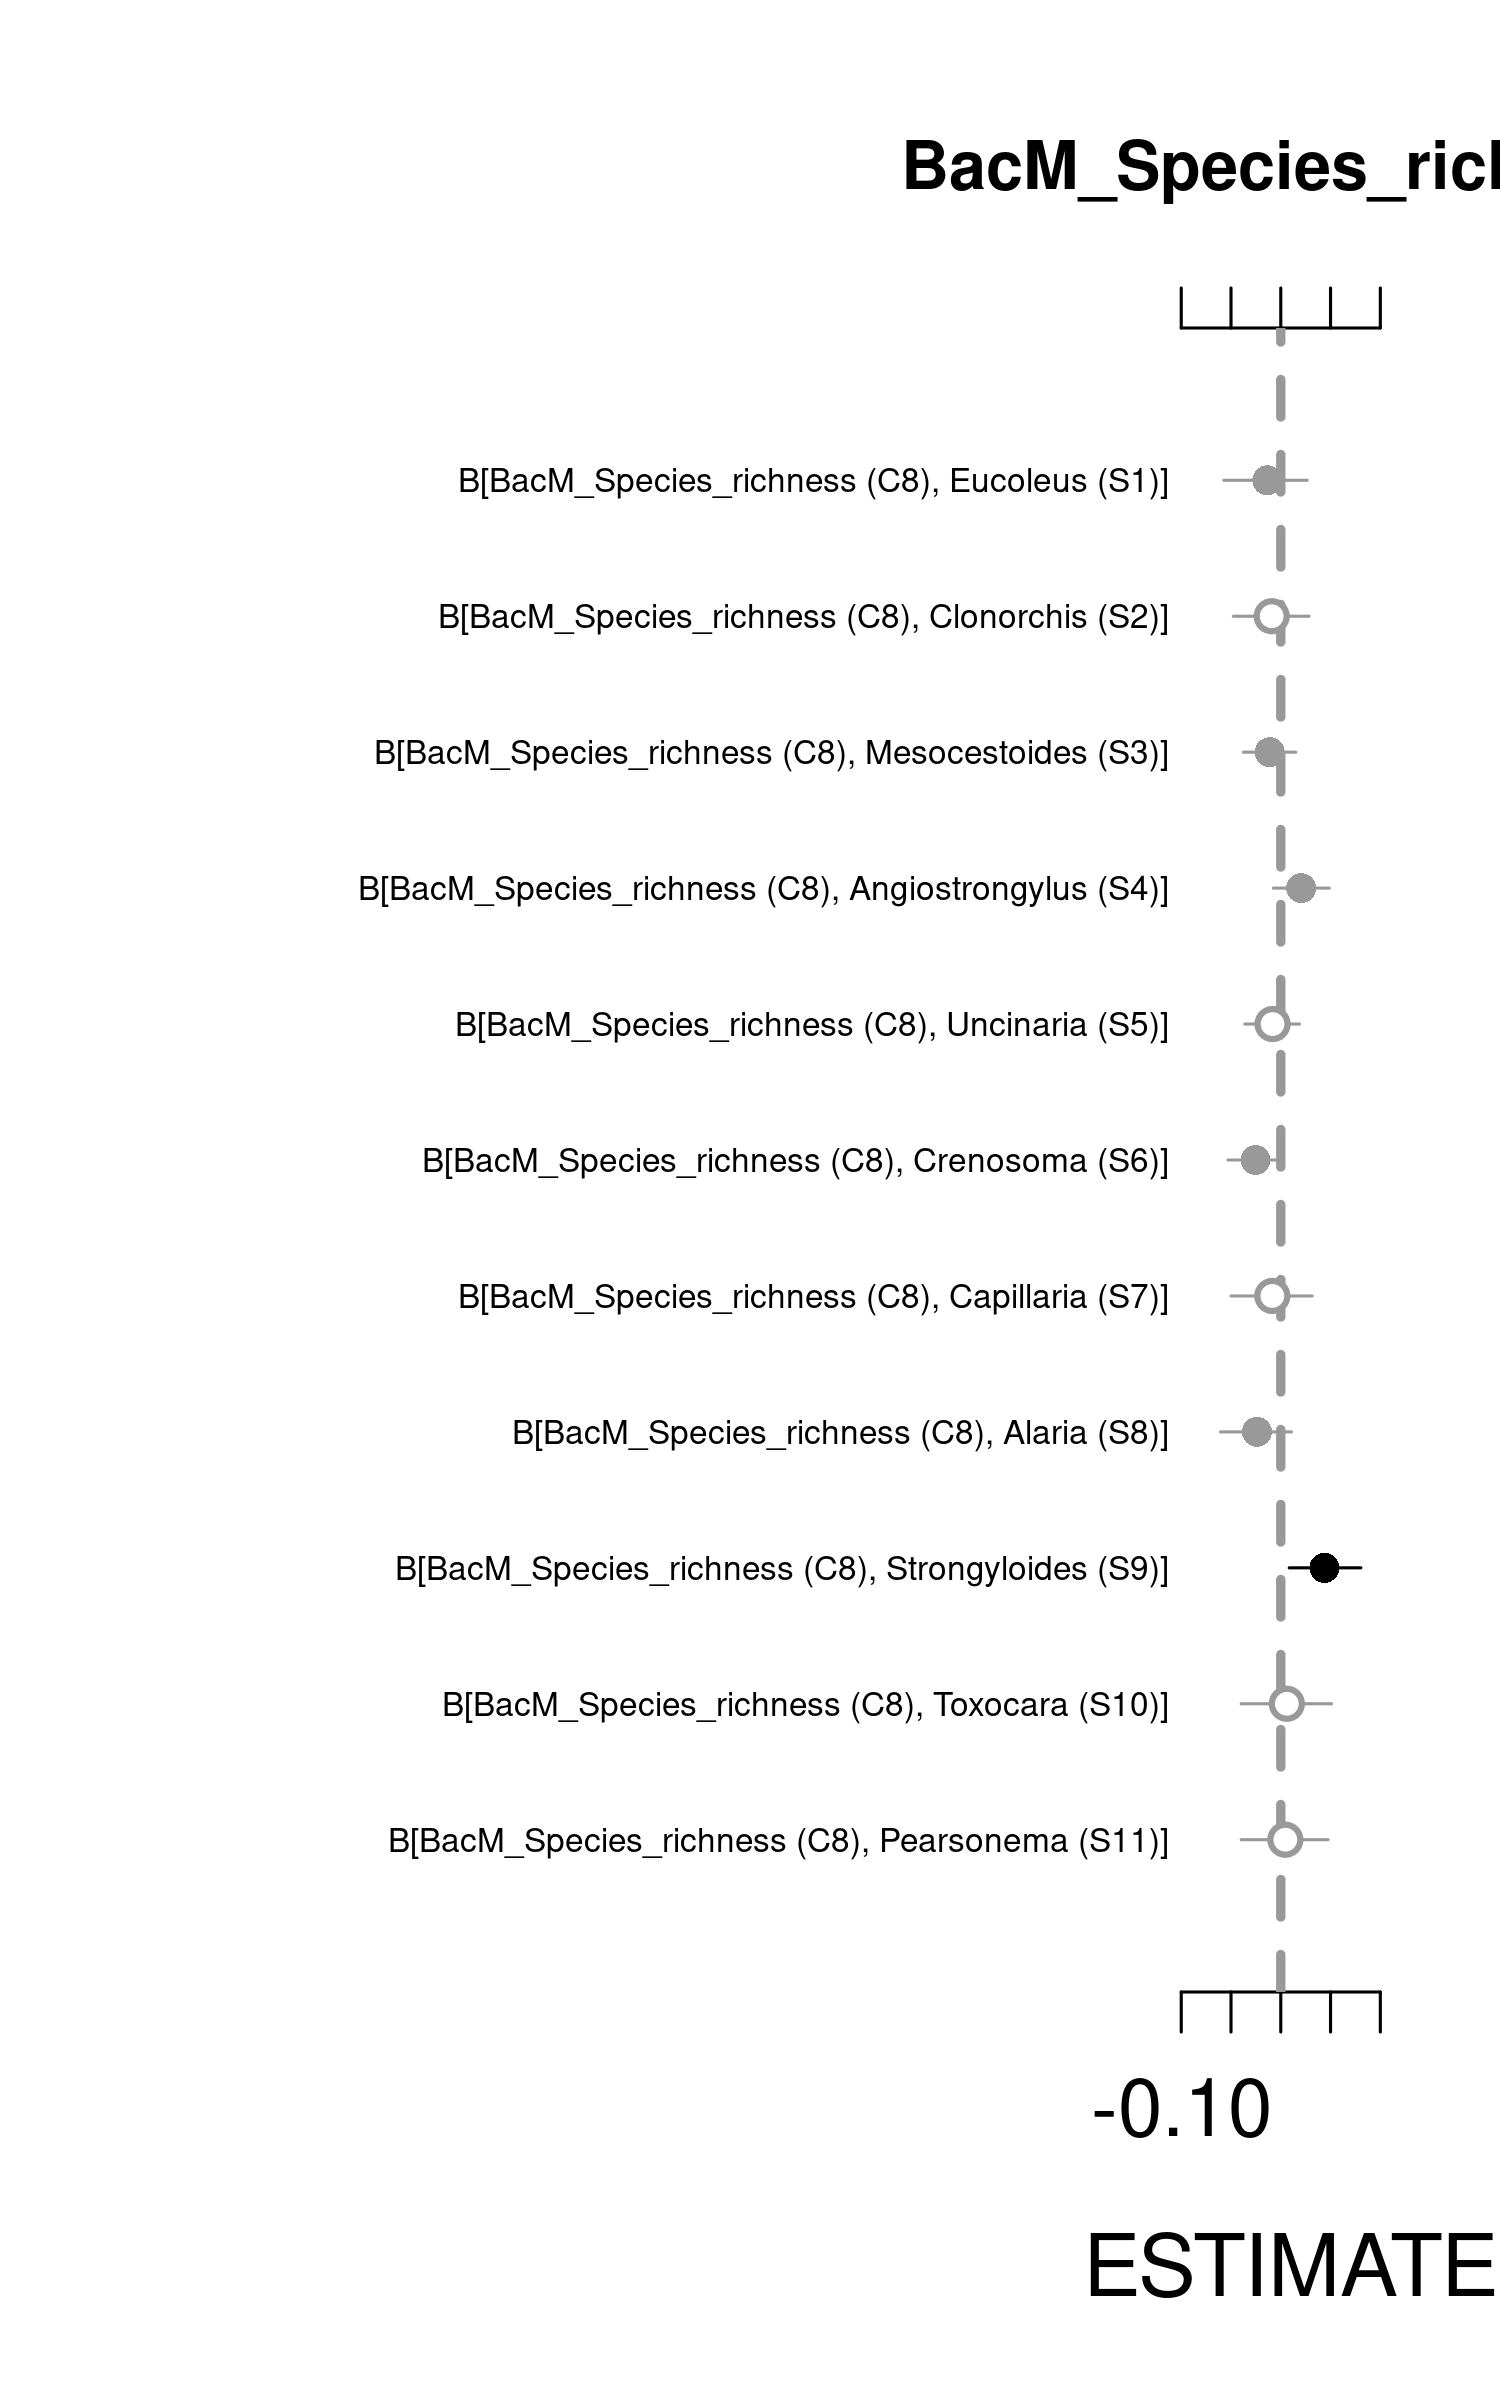 BacM_Species_rich
B[BacM_Species_richness (C8), Eucoleus (S1)]
B[BacM_Species_richness (C8), Clonorchis (S2)]
B[BacM_Species_richness (C8), Mesocestoides (S3)]
B[BacM_Species_richness (C8), Angiostrongylus (S4)]
B[BacM_Species_richness (C8), Uncinaria (S5)]
B[BacM_Species_richness (C8), Crenosoma (S6)]
B[BacM_Species_richness (C8), Capillaria (S7)]
B[BacM_Species_richness (C8), Alaria (S8)]
B[BacM_Species_richness (C8), Strongyloides (S9)]
B[BacM_Species_richness (C8), Toxocara (S10)]
B[BacM_Species_richness (C8), Pearsonema (S11)]
-0.10
ESTIMATE